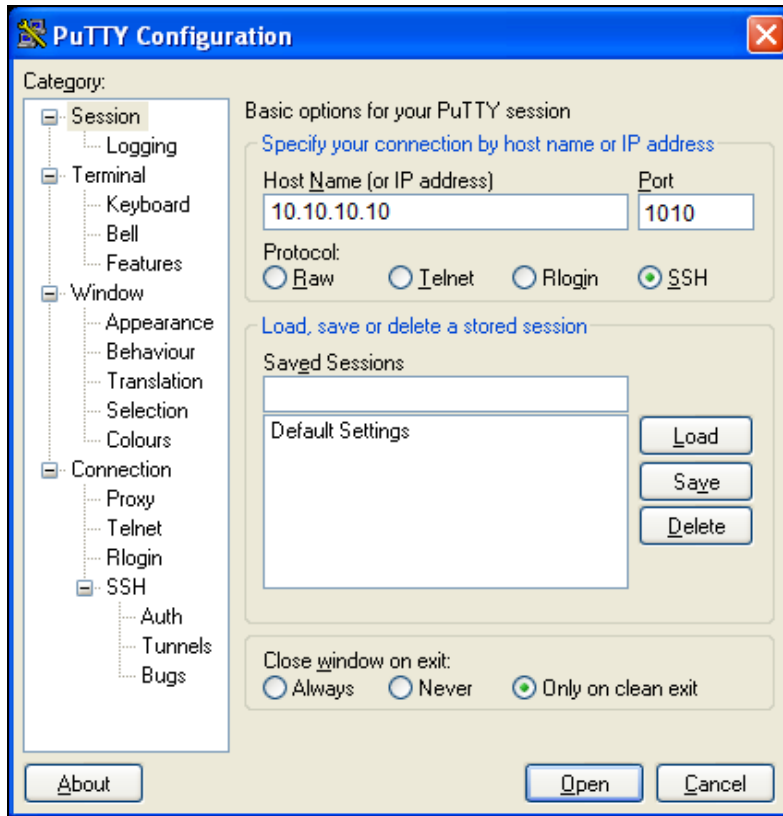 PuTTY Configuration
Category:
Session
Logging
Terminal
Keyboard
Bell
Features
Window
Appearance
Behaviour
Translation
Selection
Colours
Connection
Proxy
Telnet
Rlogin
SSH
Auth
Tunnels
Bugs
Basic options for your PuTTY session
Specify your connection by host name or IP address
Host Name (or IP address) Port
10.10.10.10 1010
Protocol:
Raw Telnet Rlogin SSH
Load, save or delete a stored session
Saved Sessions
Default Settings
Load
Save
Delete
Close window on exit:
Always Never Only on clean exit
About Open Cancel